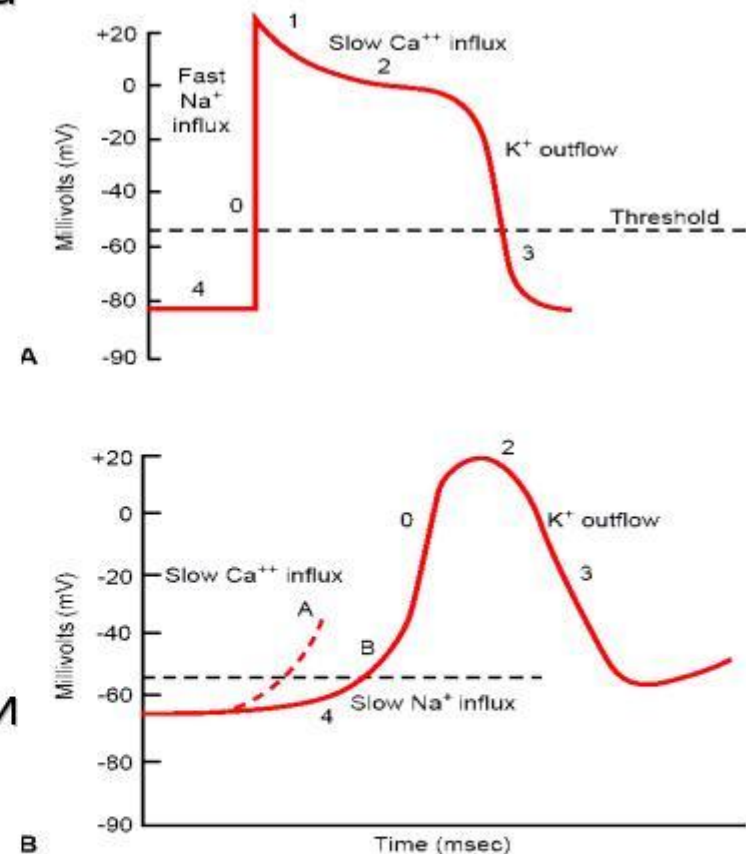 +20
0
-20
-40
-60
-80
-90
Millivolts (mV)
Fast
Na⁺
influx
1
Slow Ca⁺⁺ influx
2
K⁺ outflow
0
Threshold
3
4
A
+20
0
-20
-40
-60
-80
-90
Millivolts (mV)
2
0
K⁺ outflow
Slow Ca⁺⁺ influx
3
A
B
Slow Na⁺ influx
4
B
Time (msec)